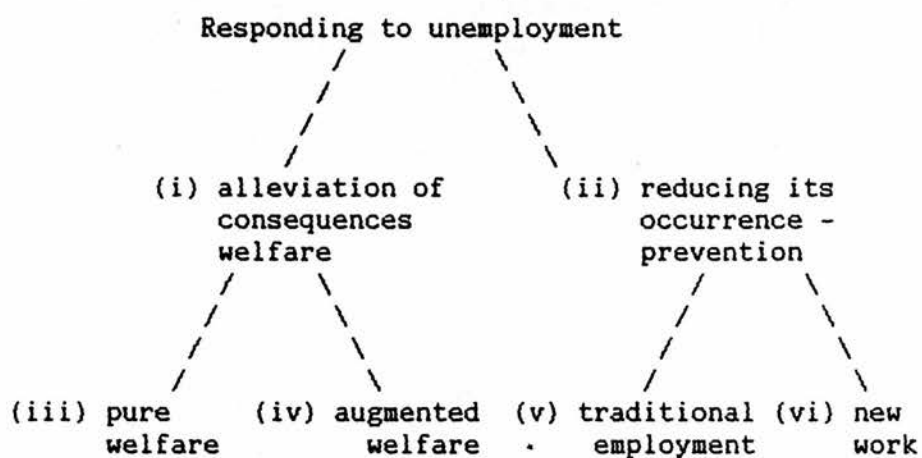 Responding to unemployment
(i) alleviation of (ii) reducing its
consequences occurrence -
welfare prevention
(iii) pure (iv) augmented (v) traditional (vi) new
welfare welfare employment work